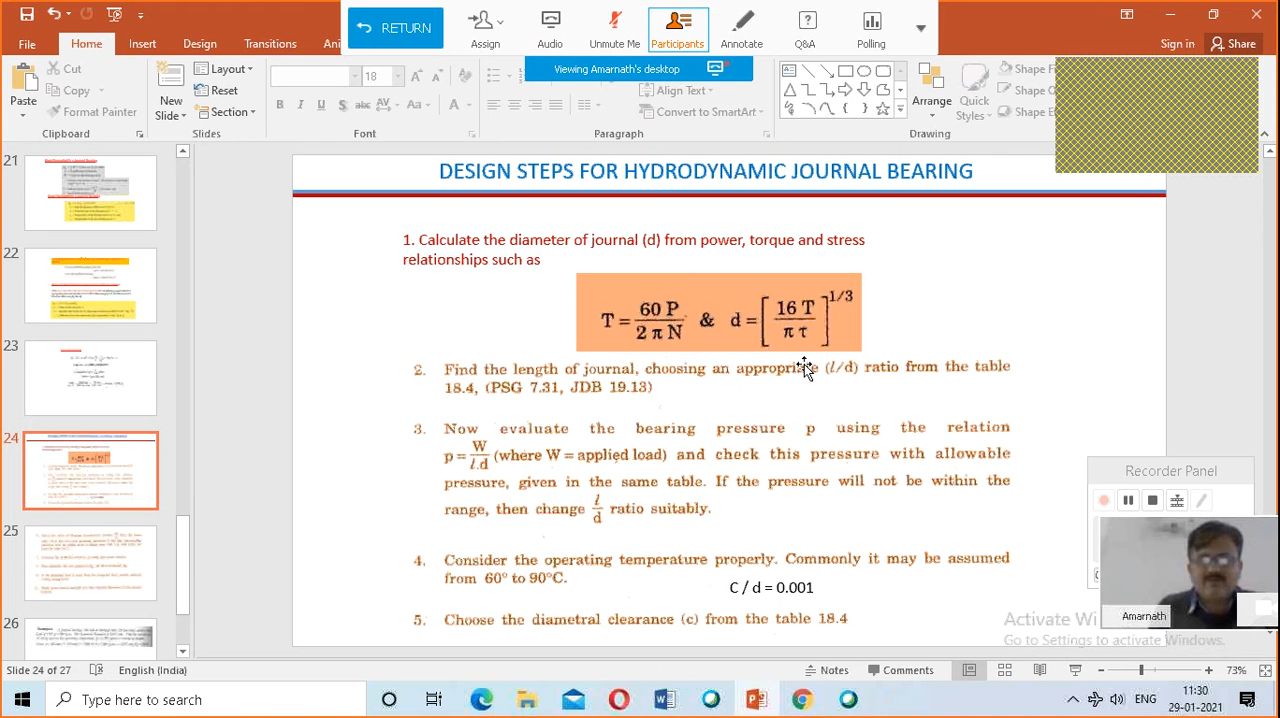 RETURN
Assign
Audio
Unmute Me
Participants
Annotate
Q&A
Polling
File
Home
Insert
Design
Transitions
Ani
Viewing Amarnath's desktop
Sign in
Share
Paste
Cut
Copy
Format Painter
Clipboard
New
Slide
Layout
Reset
Section
Slides
18
B I U S abc AV Aa A
Font
Align Text
Convert to SmartArt
Paragraph
Arrange
Quick
Styles
Shape Fi
Shape O
Shape E
Drawing
21
22
23
24
25
26
DESIGN STEPS FOR HYDRODYNAMIC JOURNAL BEARING
1. Calculate the diameter of journal (d) from power, torque and stress
relationships such as
T = 60 P / 2 π N & d = [ 16 T / π τ ]^1/3
2. Find the length of journal, choosing an appropriate (l/d) ratio from the table
18.4, (PSG 7.31, JDB 19.13)
3. Now evaluate the bearing pressure p using the relation
p = W / l.d (where W = applied load) and check this pressure with allowable
pressure, given in the same table. If the pressure will not be within the
range, then change l/d ratio suitably.
4. Consider the operating temperature properly. Commonly it may be assumed
from 60° to 90°C.
C / d = 0.001
5. Choose the diametral clearance (c) from the table 18.4
Recorder Panel
Amarnath
Activate Wi
Go to Settings to activate Windows.
Slide 24 of 27
English (India)
Notes
Comments
73%
Type here to search
ENG
11:30
29-01-2021